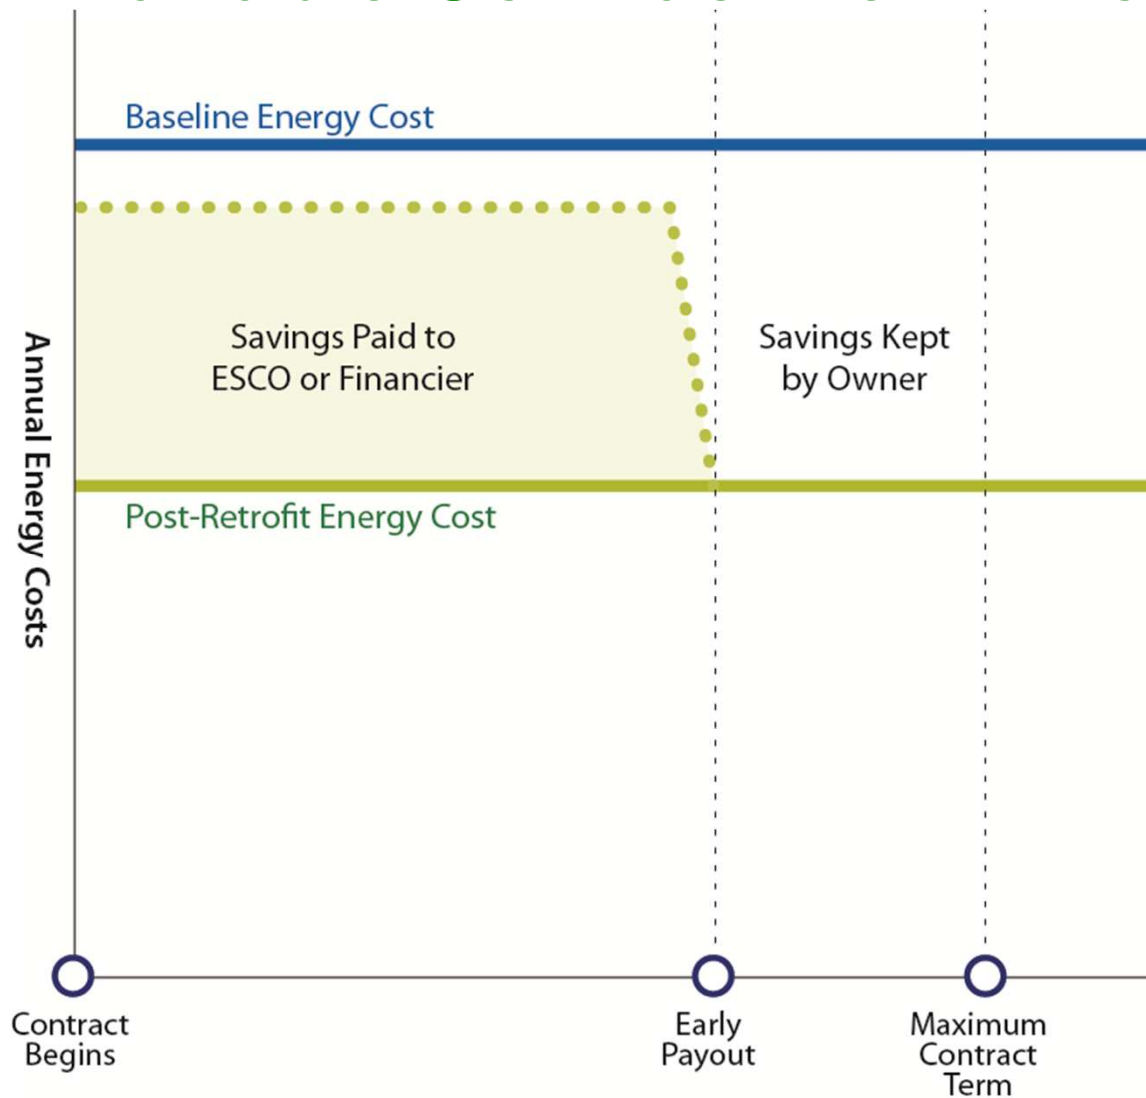 Baseline Energy Cost
Savings Paid to
ESCO or Financier
Savings Kept
by Owner
Post-Retrofit Energy Cost
Annual Energy Costs
Contract
Begins
Early
Payout
Maximum
Contract
Term